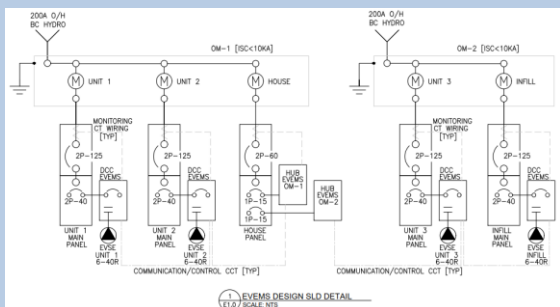 200A O/H
BC HYDRO
OM-1 [ISC<10KA]
M
UNIT 1
M
UNIT 2
M
HOUSE
MONITORING
CT WIRING
[TYP]
2P-125
2P-125
2P-60
DCC
EVEMS
DCC
EVEMS
HUB
EVEMS
OM-1
HUB
EVEMS
OM-2
2P-40
2P-40
1P-15
1P-15
UNIT 1
MAIN
PANEL
EVSE
UNIT 1
6-40R
UNIT 2
MAIN
PANEL
EVSE
UNIT 2
6-40R
HOUSE
PANEL
COMMUNICATION/CONTROL CCT [TYP]
200A O/H
BC HYDRO
OM-2 [ISC<10KA]
M
UNIT 3
M
INFILL
MONITORING
CT WIRING
[TYP]
2P-125
2P-125
DCC
EVEMS
DCC
EVEMS
2P-40
2P-40
UNIT 3
MAIN
PANEL
EVSE
UNIT 3
6-40R
INFILL
MAIN
PANEL
EVSE
INFILL
6-40R
COMMUNICATION/CONTROL CCT [TYP]
1 EVEMS DESIGN SLD DETAIL
E1.0 SCALE: NTS